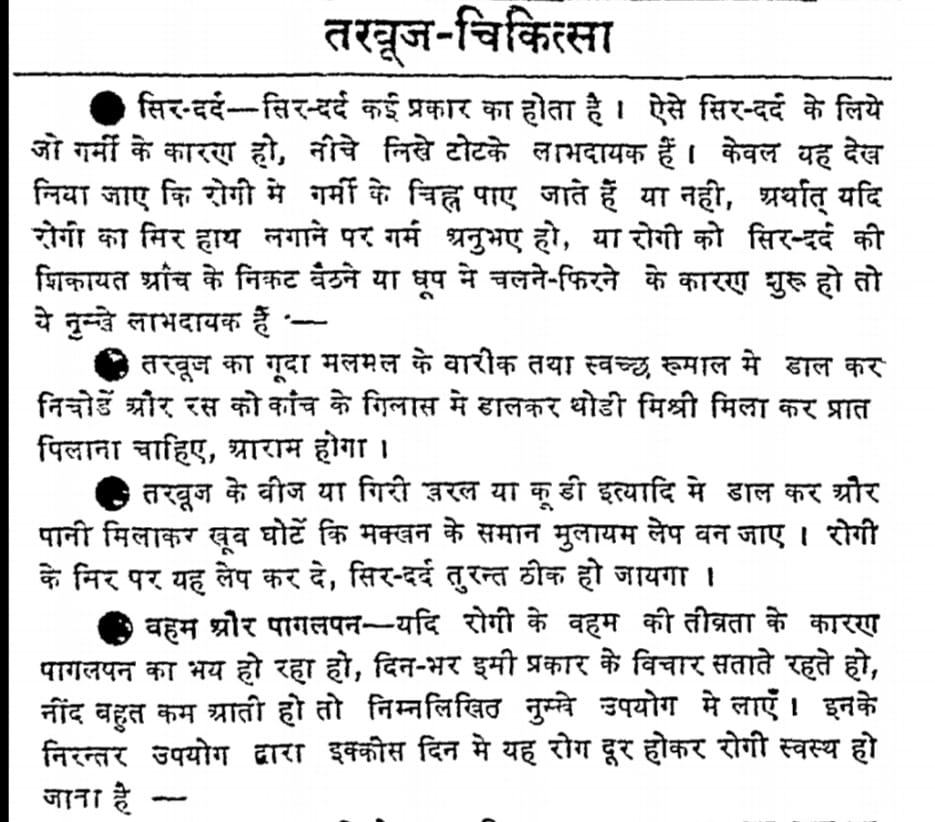 तरबूज-चिकित्सा
● सिर-दर्द—सिर-दर्द कई प्रकार का होता है । ऐसे सिर-दर्द के लिये
जो गर्मी के कारण हो, नीचे लिखे टोटके लाभदायक हैं । केवल यह देख
लिया जाए कि रोगी मे गर्मी के चिह्न पाए जाते हैं या नही, अर्थात् यदि
रोगी का सिर हाथ लगाने पर गर्म अनुभए हो, या रोगी को सिर-दर्द की
शिकायत आंच के निकट बैठने या धूप मे चलने-फिरने के कारण शुरू हो तो
ये नुस्खे लाभदायक हैं ·—
● तरबूज का गूदा मलमल के बारीक तथा स्वच्छ रूमाल मे डाल कर
निचोडें और रस को कांच के गिलास मे डालकर थोडी मिश्री मिला कर प्रात
पिलाना चाहिए, आराम होगा ।
● तरबूज के बीज या गिरी खरल या कूडी इत्यादि मे डाल कर और
पानी मिलाकर खूब घोटें कि मक्खन के समान मुलायम लेप बन जाए । रोगी
के सिर पर यह लेप कर दे, सिर-दर्द तुरन्त ठीक हो जायगा ।
● वहम और पागलपन—यदि रोगी के वहम की तीव्रता के कारण
पागलपन का भय हो रहा हो, दिन-भर इसी प्रकार के विचार सताते रहते हो,
नींद बहुत कम आती हो तो निम्नलिखित नुस्खे उपयोग मे लाएँ । इनके
निरन्तर उपयोग द्वारा इक्कीस दिन मे यह रोग दूर होकर रोगी स्वस्थ हो
जाता है —